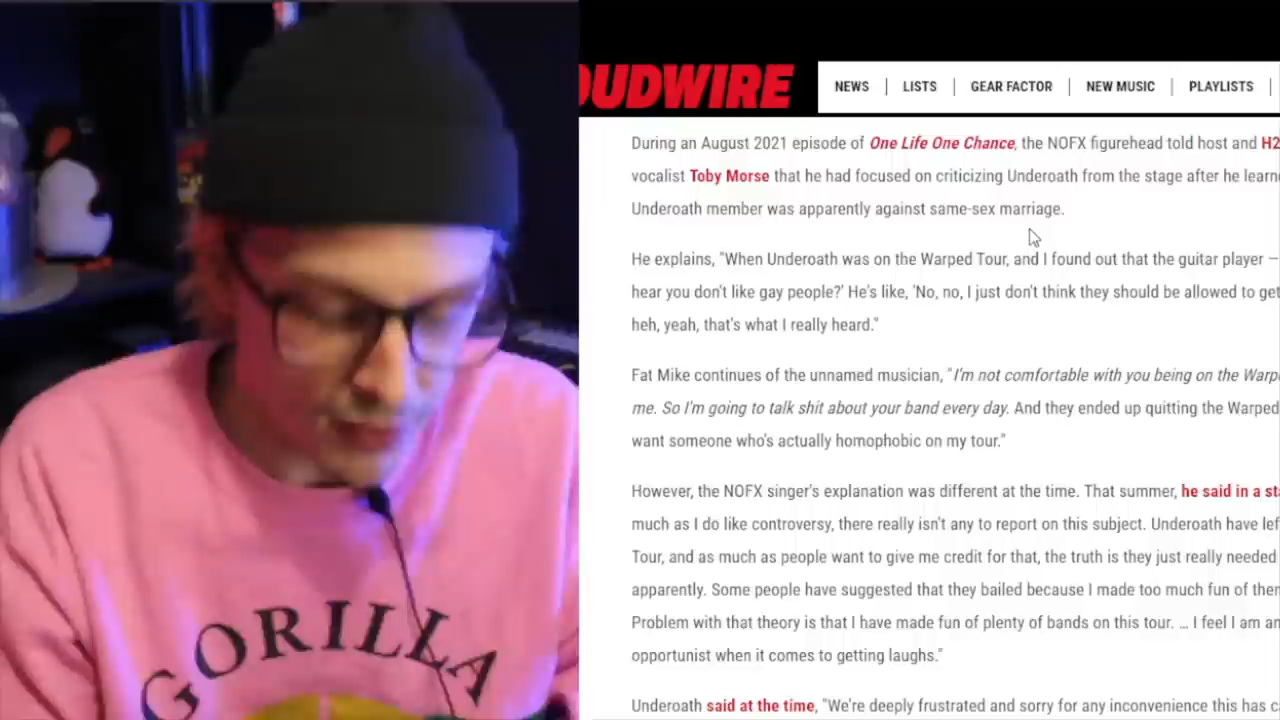 OUDWIRE
NEWS | LISTS | GEAR FACTOR | NEW MUSIC | PLAYLISTS |
During an August 2021 episode of One Life One Chance, the NOFX figurehead told host and H2
vocalist Toby Morse that he had focused on criticizing Underoath from the stage after he learne
Underoath member was apparently against same-sex marriage.
He explains, "When Underoath was on the Warped Tour, and I found out that the guitar player —
hear you don't like gay people?' He's like, 'No, no, I just don't think they should be allowed to get
heh, yeah, that's what I really heard."
Fat Mike continues of the unnamed musician, "I'm not comfortable with you being on the Warpe
me. So I'm going to talk shit about your band every day. And they ended up quitting the Warped
want someone who's actually homophobic on my tour."
However, the NOFX singer's explanation was different at the time. That summer, he said in a sta
much as I do like controversy, there really isn't any to report on this subject. Underoath have lef
Tour, and as much as people want to give me credit for that, the truth is they just really needed
apparently. Some people have suggested that they bailed because I made too much fun of them
Problem with that theory is that I have made fun of plenty of bands on this tour. … I feel I am an
opportunist when it comes to getting laughs."
Underoath said at the time, "We're deeply frustrated and sorry for any inconvenience this has c
GORILLA